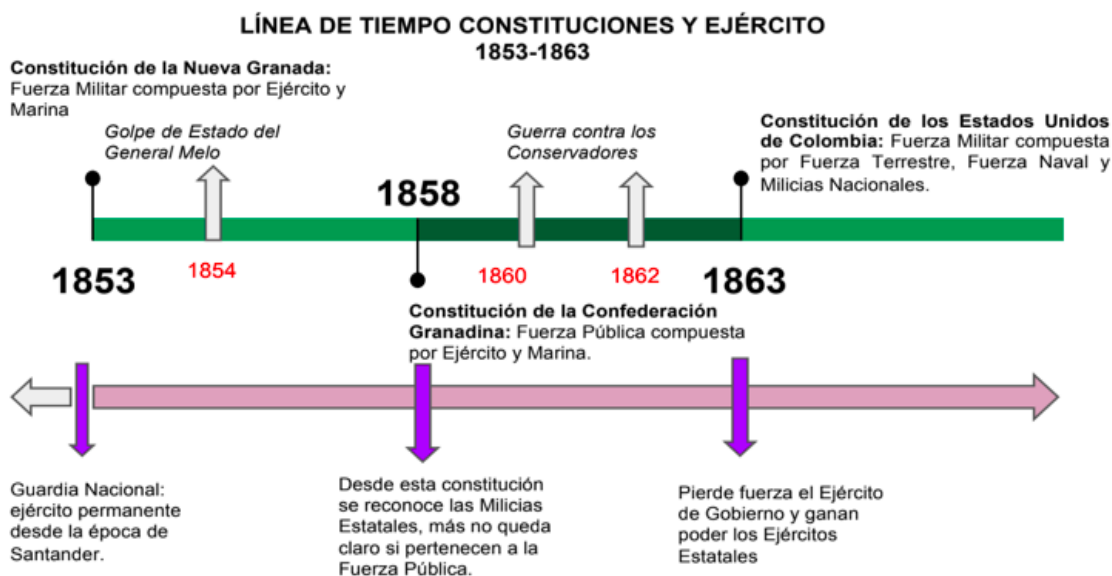 LÍNEA DE TIEMPO CONSTITUCIONES Y EJÉRCITO
1853-1863
Constitución de la Nueva Granada:
Fuerza Militar compuesta por Ejército y
Marina
Golpe de Estado del
General Melo
Guerra contra los
Conservadores
Constitución de los Estados Unidos
de Colombia: Fuerza Militar compuesta
por Fuerza Terrestre, Fuerza Naval y
Milicias Nacionales.
1858
1853
1854
1860
1862
1863
Constitución de la Confederación
Granadina: Fuerza Pública compuesta
por Ejército y Marina.
Guardia Nacional:
ejército permanente
desde la época de
Santander.
Desde esta constitución
se reconoce las Milicias
Estatales, más no queda
claro si pertenecen a la
Fuerza Pública.
Pierde fuerza el Ejército
de Gobierno y ganan
poder los Ejércitos
Estatales